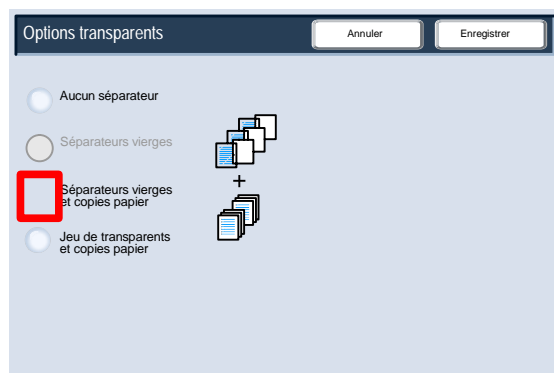 Options transparents
Annuler
Enregistrer
Aucun séparateur
Séparateurs vierges
Séparateurs vierges
et copies papier
+
Jeu de transparents
et copies papier